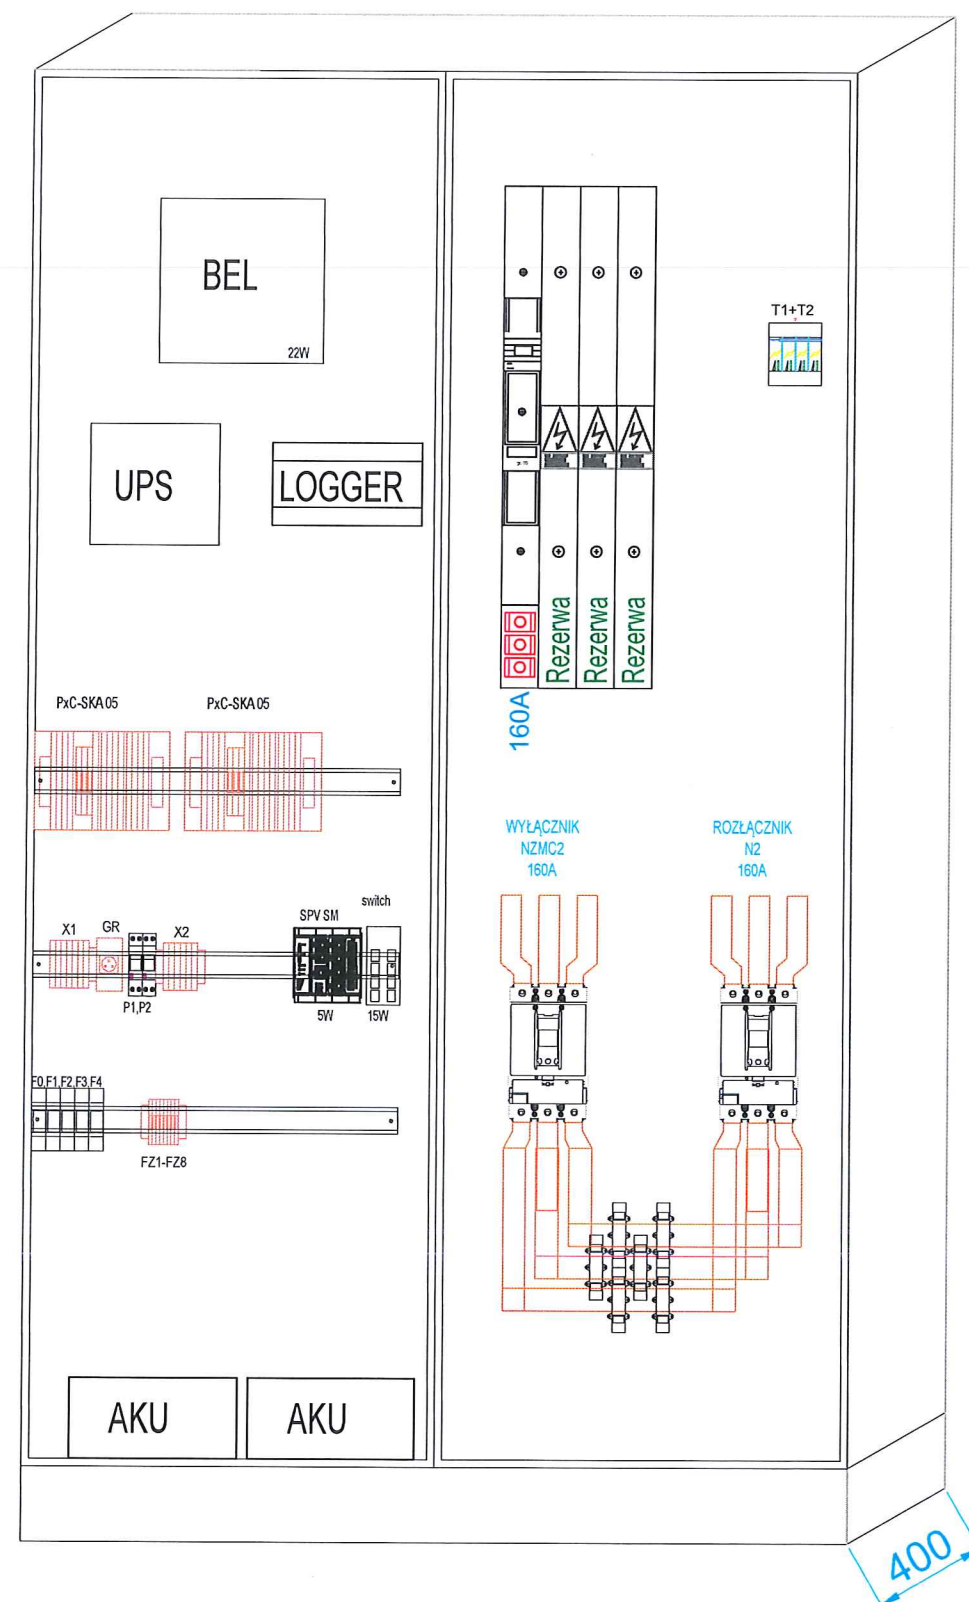 BEL
22W
T1+T2
UPS
LOGGER
Rezerwa
Rezerwa
Rezerwa
160A
PxC-SKA 05
PxC-SKA 05
WYŁĄCZNIK
NZMC2
160A
ROZŁĄCZNIK
N2
160A
X1
GR
X2
SPV SM
switch
P1,P2
5W
15W
F0,F1,F2,F3,F4
FZ1-FZ8
AKU
AKU
400